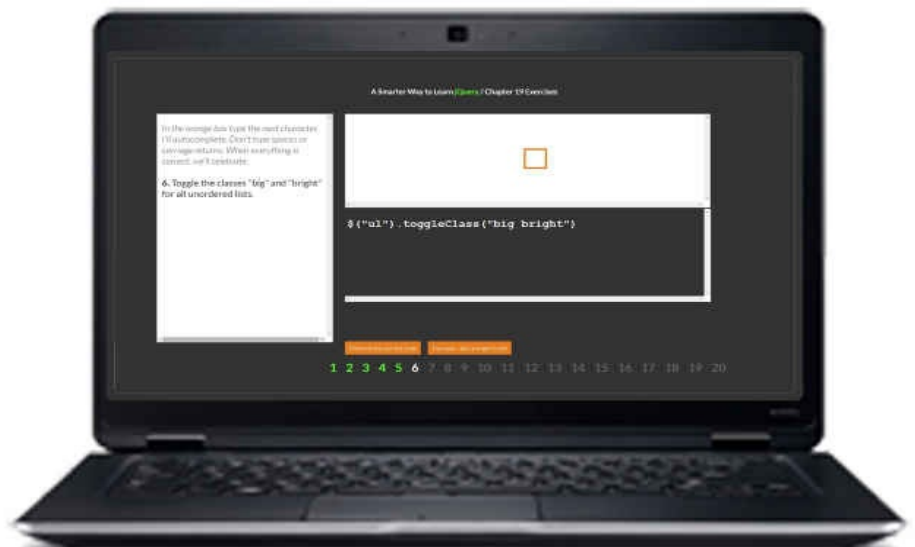 A Smarter Way to Learn jQuery / Chapter 19 Exercises
In the orange box type the next character.
I'll autocomplete. Don't type spaces or
carriage returns. When everything is
correct, we'll celebrate.
6. Toggle the classes "big" and "bright"
for all unordered lists.
$("ul").toggleClass("big bright")
1 2 3 4 5 6 7 8 9 10 11 12 13 14 15 16 17 18 19 20